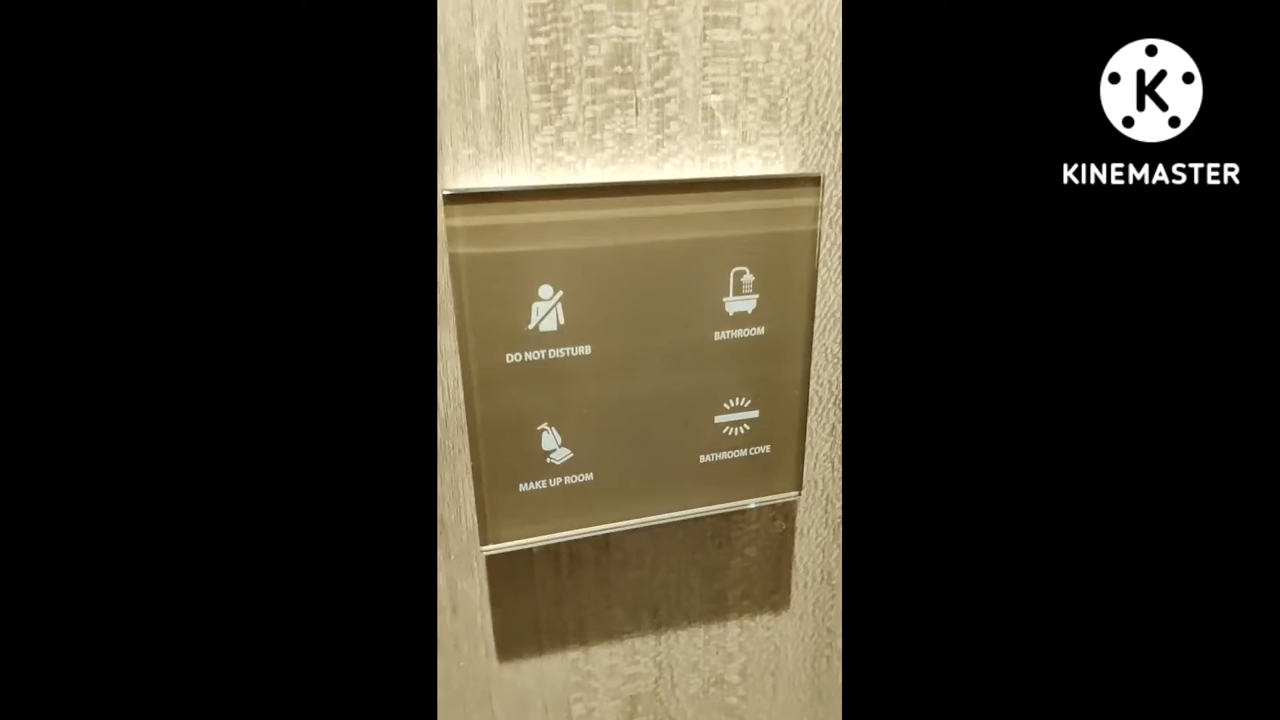 DO NOT DISTURB
BATHROOM
MAKE UP ROOM
BATHROOM COVE
K
KINEMASTER